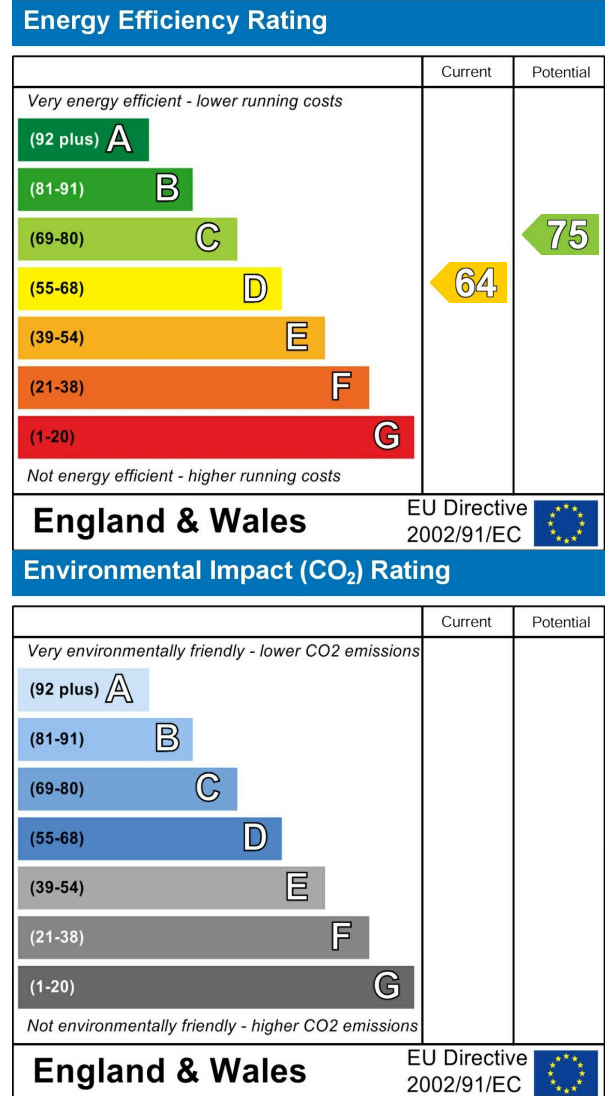 Energy Efficiency Rating
Current Potential
Very energy efficient - lower running costs
(92 plus) A
(81-91) B
(69-80) C
75
(55-68) D
64
(39-54) E
(21-38) F
(1-20) G
Not energy efficient - higher running costs
England & Wales
EU Directive
2002/91/EC
Environmental Impact (CO₂) Rating
Current Potential
Very environmentally friendly - lower CO2 emissions
(92 plus) A
(81-91) B
(69-80) C
(55-68) D
(39-54) E
(21-38) F
(1-20) G
Not environmentally friendly - higher CO2 emissions
England & Wales
EU Directive
2002/91/EC